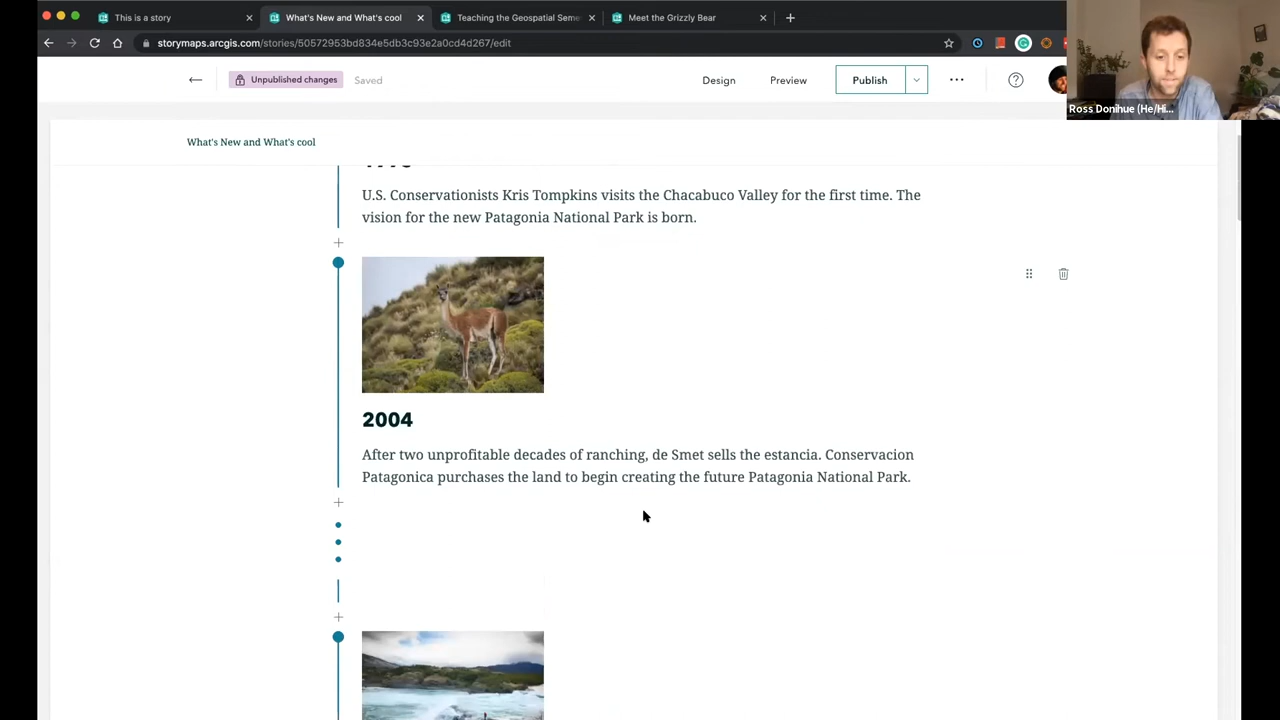 This is a story
What's New and What's cool
Teaching the Geospatial Seme
Meet the Grizzly Bear
storymaps.arcgis.com/stories/50572953bd834e5db3c93e2a0cd4d267/edit
Unpublished changes
Saved
Design
Preview
Publish
Ross Donihue (He/Hi...
What's New and What's cool
U.S. Conservationists Kris Tompkins visits the Chacabuco Valley for the first time. The
vision for the new Patagonia National Park is born.
2004
After two unprofitable decades of ranching, de Smet sells the estancia. Conservacion
Patagonica purchases the land to begin creating the future Patagonia National Park.